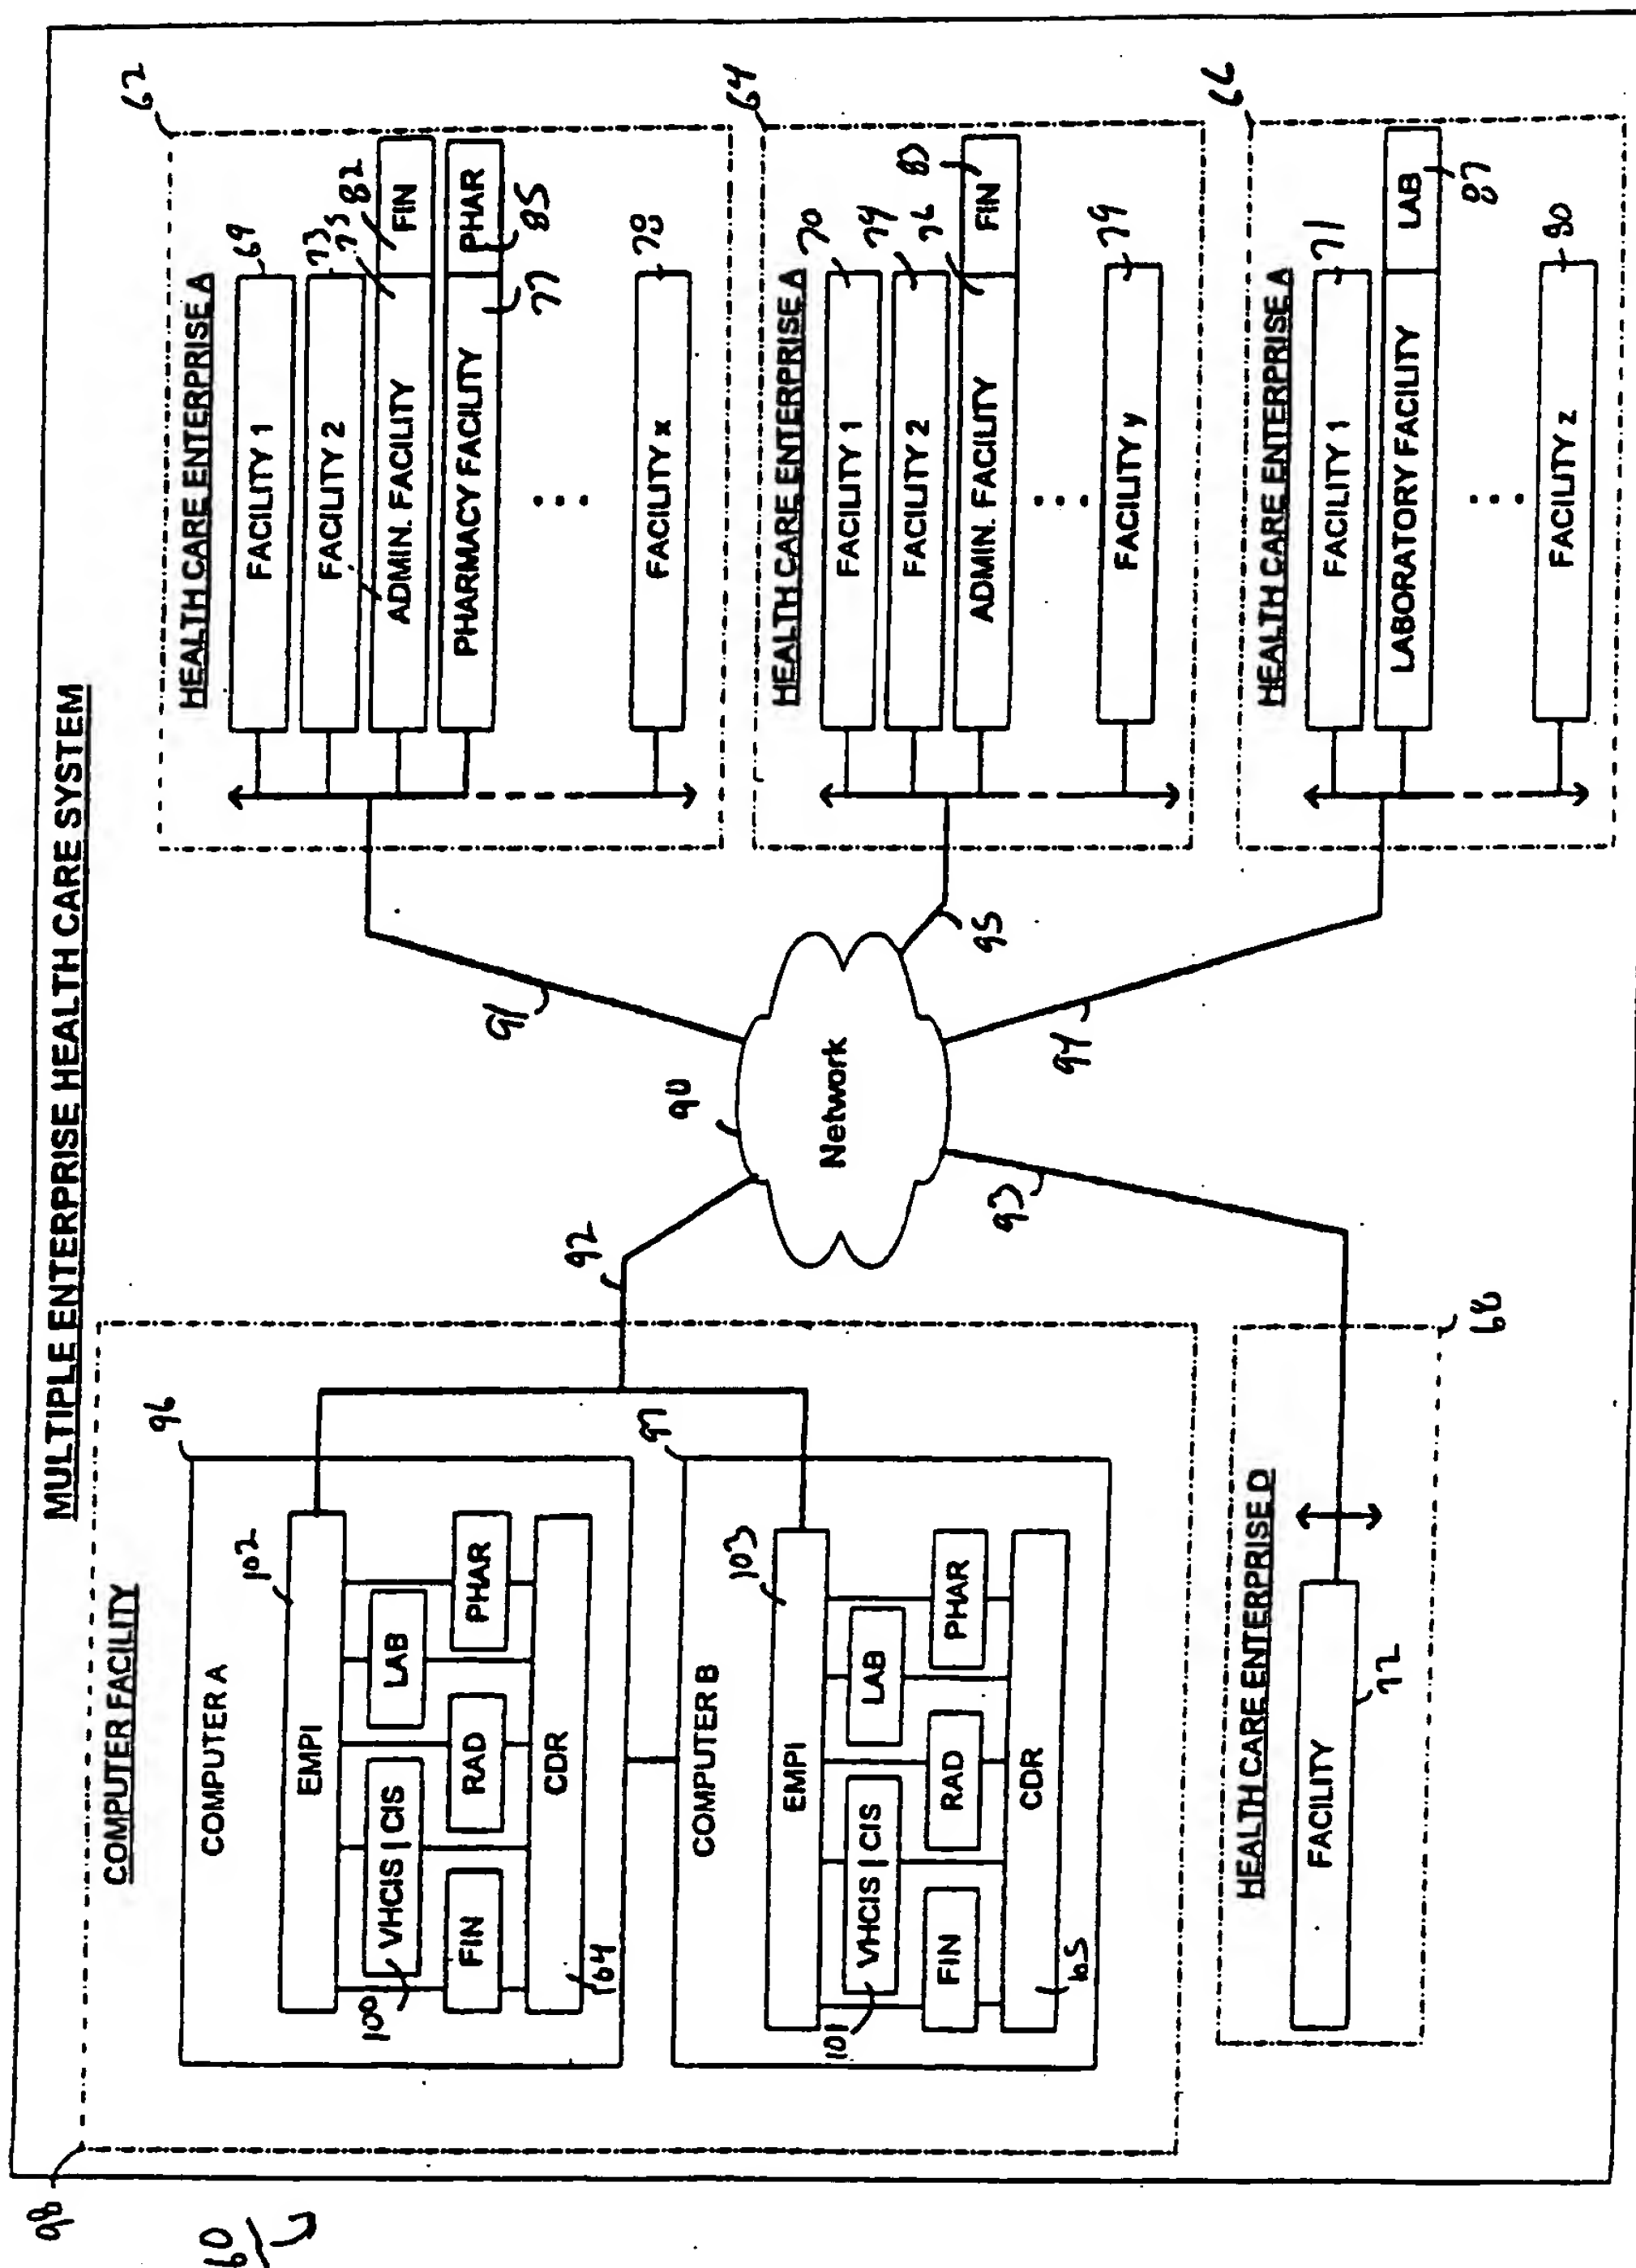 MULTIPLE ENTERPRISE HEALTH CARE SYSTEM
98
60
COMPUTER FACILITY
96
COMPUTER A
102
EMPI
VHCIS | CIS
LAB
100
FIN
RAD
PHAR
CDR
164
97
COMPUTER B
103
EMPI
VHCIS | CIS
LAB
101
FIN
RAD
PHAR
CDR
165
HEALTH CARE ENTERPRISE D
68
FACILITY
72
92
90
Network
91
95
94
93
62
HEALTH CARE ENTERPRISE A
FACILITY 1
69
FACILITY 2
73
75
82
ADMIN. FACILITY
FIN
PHARMACY FACILITY
PHAR
77
85
FACILITY x
78
64
HEALTH CARE ENTERPRISE A
FACILITY 1
70
FACILITY 2
74
76
83
ADMIN. FACILITY
FIN
FACILITY y
79
66
HEALTH CARE ENTERPRISE A
FACILITY 1
71
LABORATORY FACILITY
LAB
87
FACILITY z
80